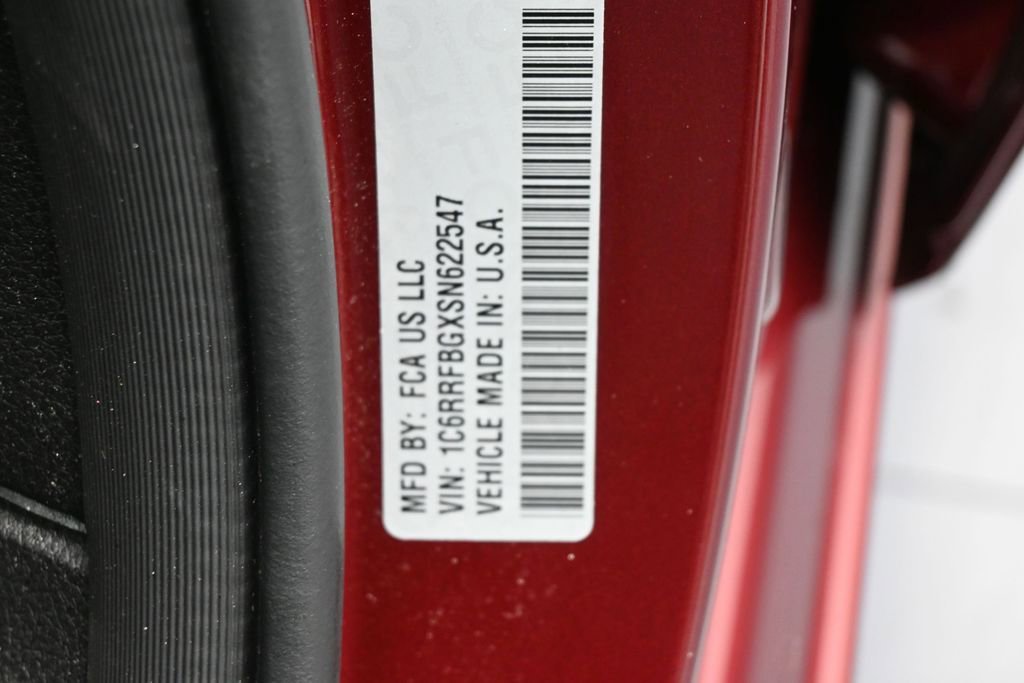 MFD BY: FCA US LLC
VIN: 1C6RRFBGXSN622547
VEHICLE MADE IN: U.S.A.